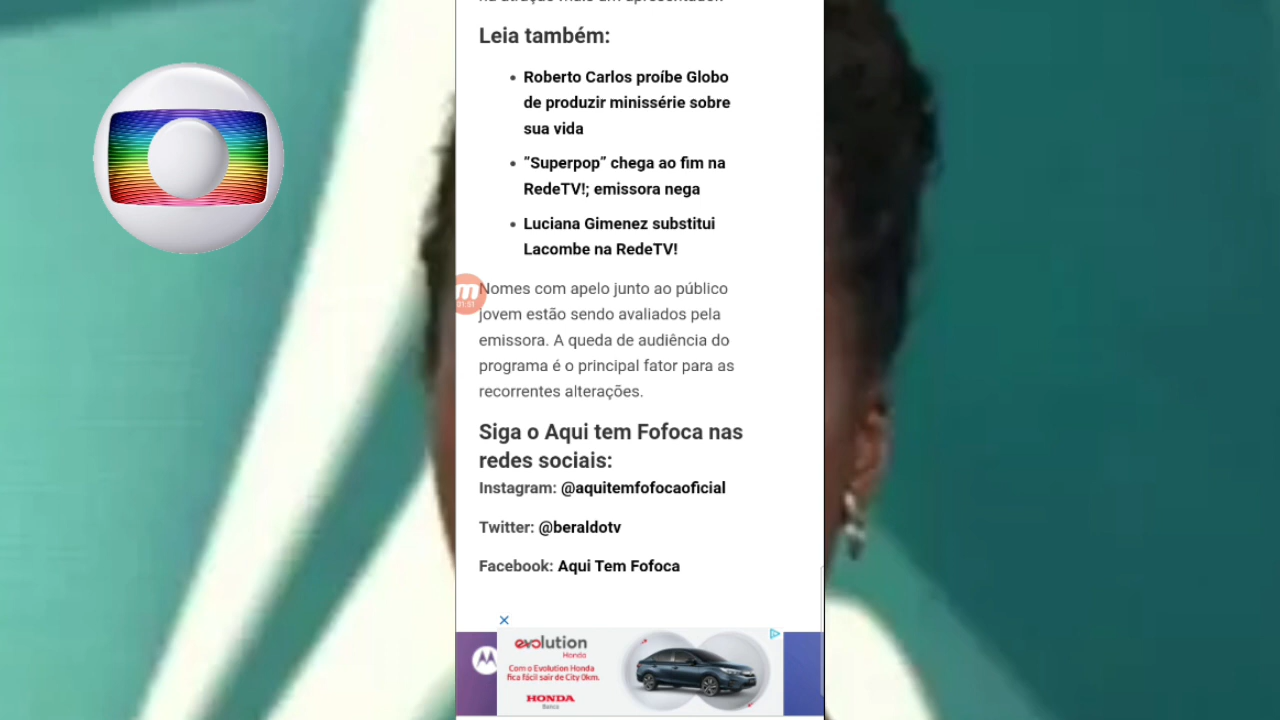 Leia também:
Roberto Carlos proíbe Globo
de produzir minissérie sobre
sua vida
"Superpop" chega ao fim na
RedeTV!; emissora nega
Luciana Gimenez substitui
Lacombe na RedeTV!
Nomes com apelo junto ao público
01:51
jovem estão sendo avaliados pela
emissora. A queda de audiência do
programa é o principal fator para as
recorrentes alterações.
Siga o Aqui tem Fofoca nas
redes sociais:
Instagram: @aquitemfofocaoficial
Twitter: @beraldotv
Facebook: Aqui Tem Fofoca
evolution
Honda
Com o Evolution Honda
fica fácil sair de City 0km.
HONDA
Banco